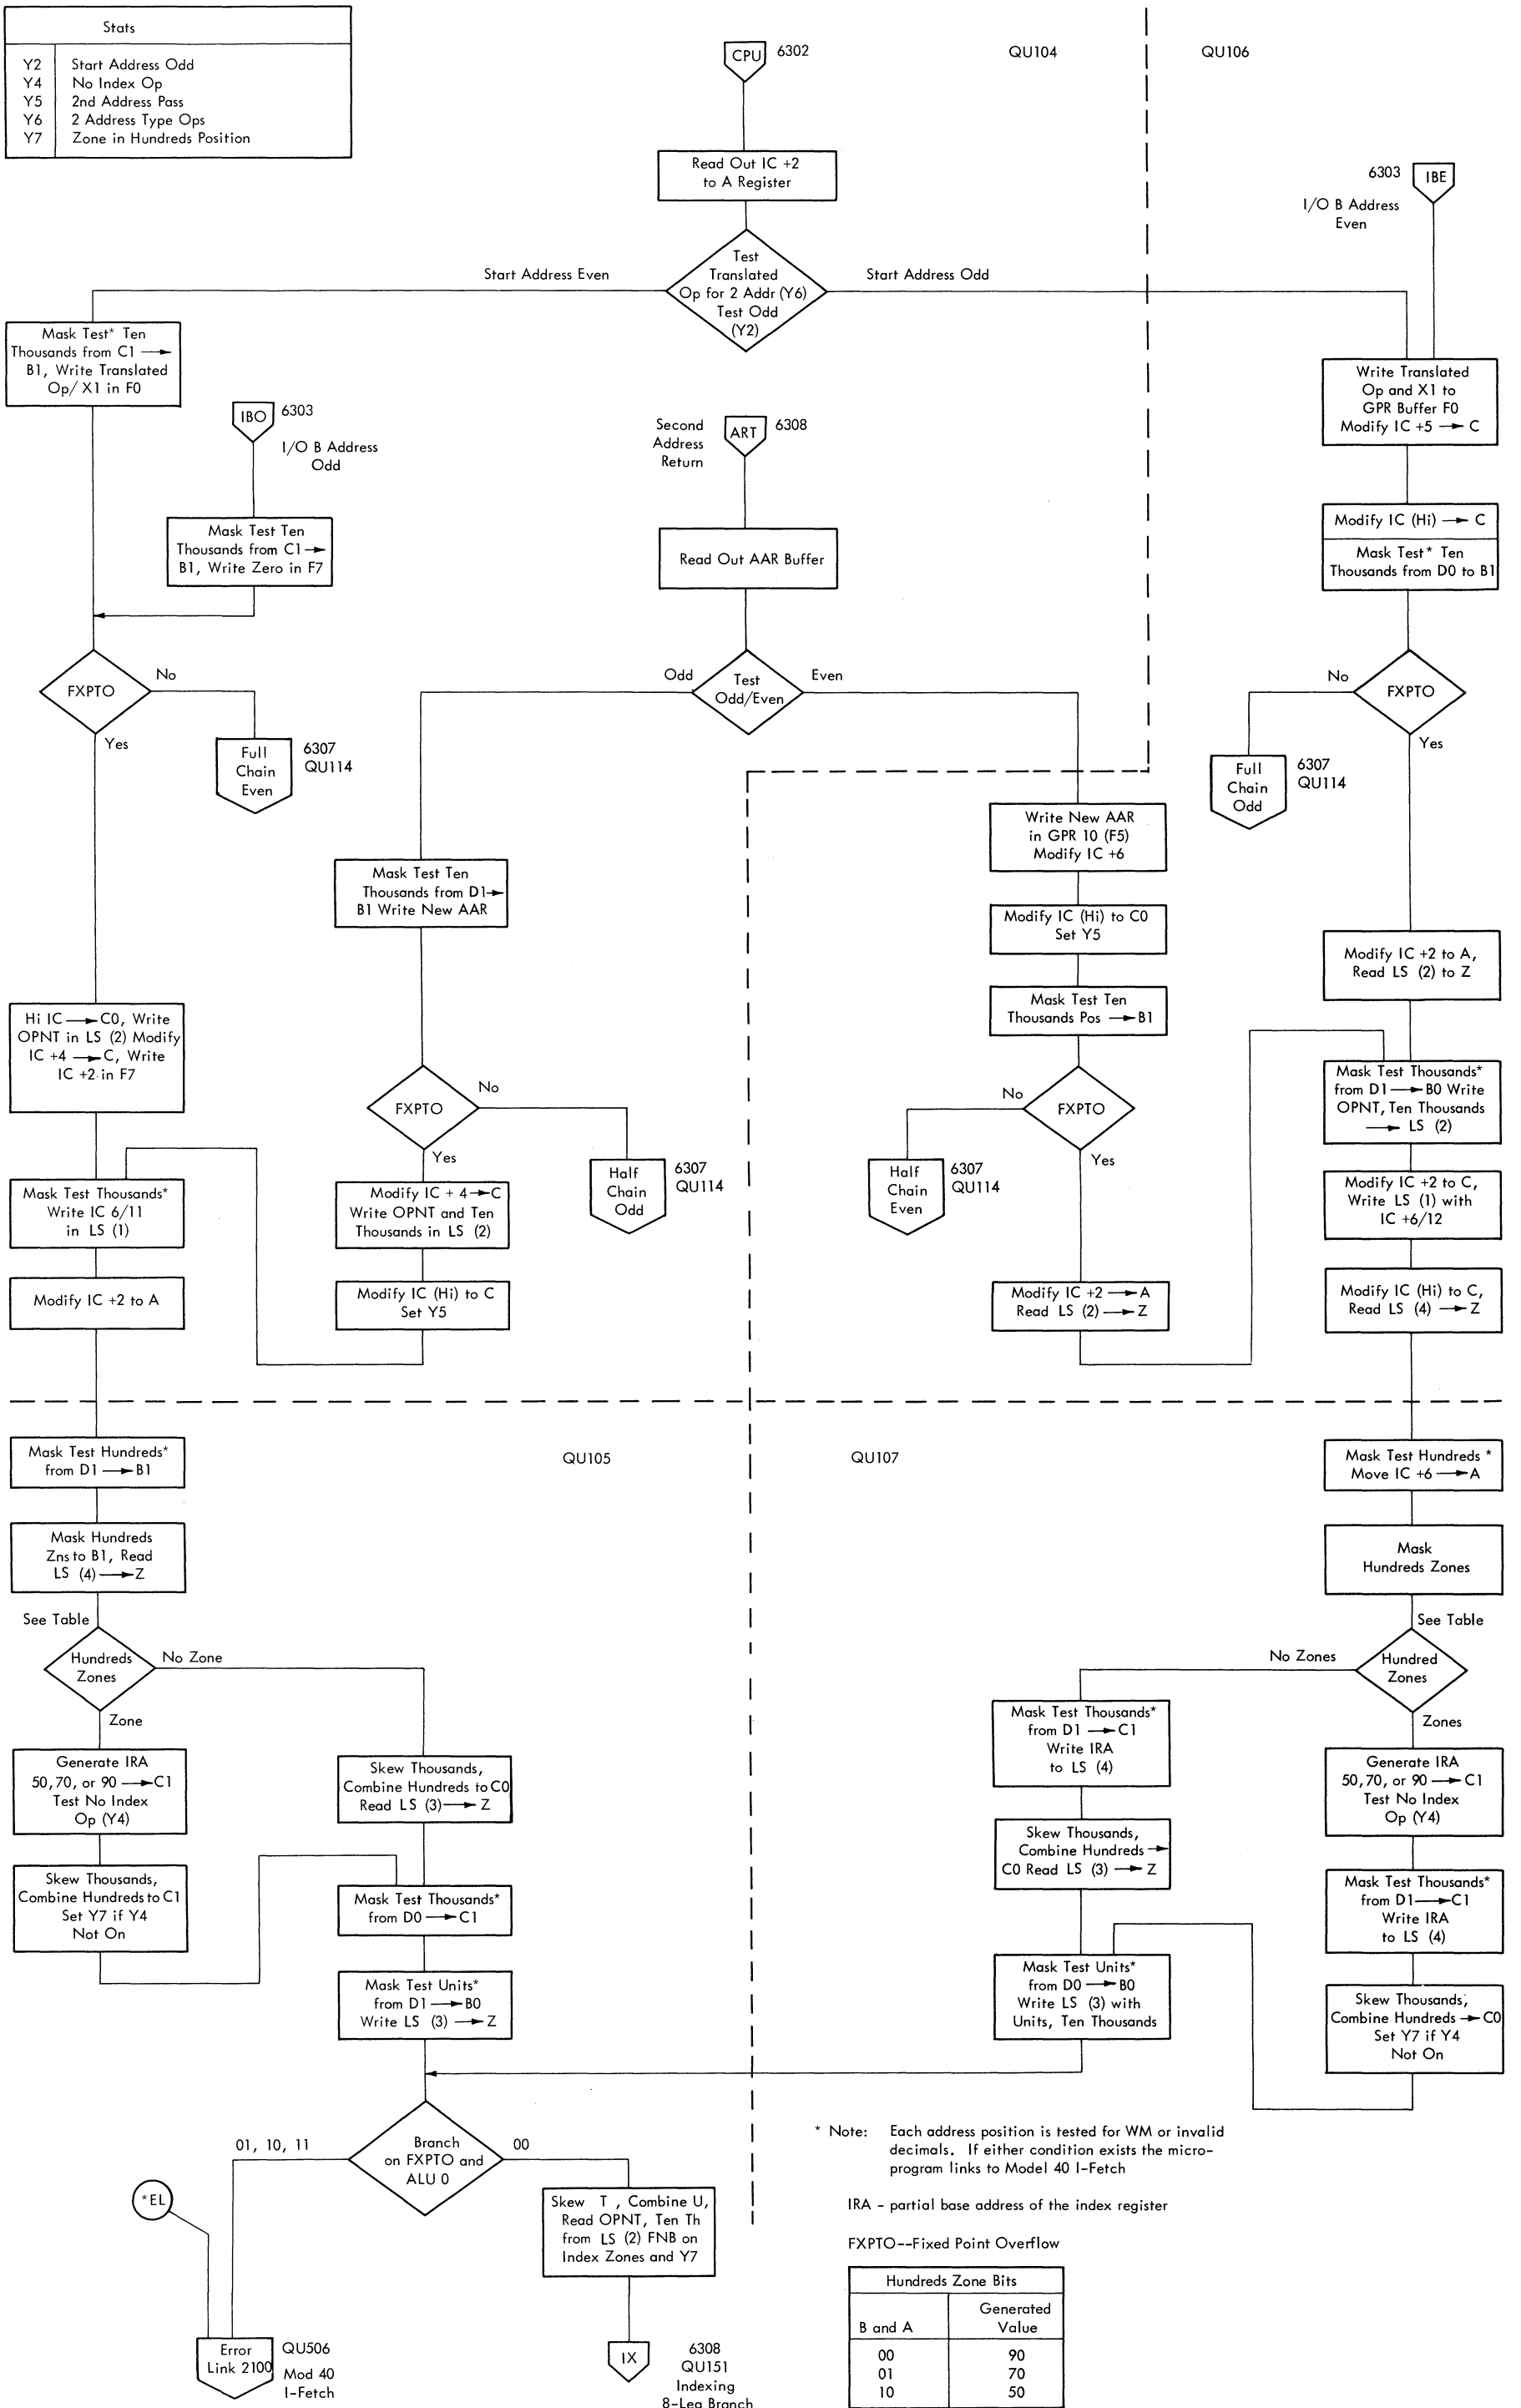 Stats
Y2 Start Address Odd
Y4 No Index Op
Y5 2nd Address Pass
Y6 2 Address Type Ops
Y7 Zone in Hundreds Position
CPU 6302
QU104
QU106
Read Out IC +2
to A Register
6303 IBE
I/O B Address
Even
Test
Translated
Op for 2 Addr (Y6)
Test Odd
(Y2)
Start Address Even
Start Address Odd
Mask Test* Ten
Thousands from C1 →
B1, Write Translated
Op/ X1 in F0
IBO 6303
I/O B Address
Odd
Mask Test Ten
Thousands from C1 →
B1, Write Zero in F7
Second
Address
Return
ART 6308
Read Out AAR Buffer
Write Translated
Op and X1 to
GPR Buffer F0
Modify IC +5 → C
Modify IC (Hi) → C
Mask Test* Ten
Thousands from D0 to B1
FXPTO
No
Yes
Full
Chain
Even
6307
QU114
Test
Odd/Even
Odd
Even
FXPTO
No
Yes
Full
Chain
Odd
6307
QU114
Mask Test Ten
Thousands from D1→
B1 Write New AAR
Write New AAR
in GPR 10 (F5)
Modify IC +6
Modify IC (Hi) to C0
Set Y5
Mask Test Ten
Thousands Pos → B1
Modify IC +2 to A,
Read LS (2) to Z
Hi IC → C0, Write
OPNT in LS (2) Modify
IC +4 → C, Write
IC +2 in F7
FXPTO
No
Yes
Half
Chain
Odd
6307
QU114
FXPTO
No
Yes
Half
Chain
Even
6307
QU114
Mask Test Thousands*
from D1 → B0 Write
OPNT, Ten Thousands
→ LS (2)
Mask Test Thousands*
Write IC 6/11
in LS (1)
Modify IC + 4 → C
Write OPNT and Ten
Thousands in LS (2)
Modify IC +2 to C,
Write LS (1) with
IC +6/12
Modify IC +2 to A
Modify IC (Hi) to C
Set Y5
Modify IC +2 → A
Read LS (2) → Z
Modify IC (Hi) to C,
Read LS (4) → Z
Mask Test Hundreds*
from D1 → B1
QU105
QU107
Mask Test Hundreds *
Move IC +6 → A
Mask Hundreds
Zns to B1, Read
LS (4) → Z
Mask
Hundreds Zones
See Table
Hundreds
Zones
No Zone
Zone
See Table
Hundred
Zones
No Zones
Zones
Generate IRA
50,70, or 90 → C1
Test No Index
Op (Y4)
Skew Thousands,
Combine Hundreds to C0
Read LS (3) → Z
Mask Test Thousands*
from D1 → C1
Write IRA
to LS (4)
Generate IRA
50,70, or 90 → C1
Test No Index
Op (Y4)
Skew Thousands,
Combine Hundreds to C1
Set Y7 if Y4
Not On
Mask Test Thousands*
from D0 → C1
Skew Thousands,
Combine Hundreds →
C0 Read LS (3) → Z
Mask Test Thousands*
from D1 → C1
Write IRA
to LS (4)
Mask Test Units*
from D1 → B0
Write LS (3) → Z
Mask Test Units*
from D0 → B0
Write LS (3) with
Units, Ten Thousands
Skew Thousands,
Combine Hundreds → C0
Set Y7 if Y4
Not On
Branch
on FXPTO and
ALU 0
01, 10, 11
00
*EL
Skew T , Combine U,
Read OPNT, Ten Th
from LS (2) FNB on
Index Zones and Y7
Error
Link 2100
QU506
Mod 40
I-Fetch
IX
6308
QU151
Indexing
8-Leg Branch
* Note: Each address position is tested for WM or invalid
decimals. If either condition exists the micro-
program links to Model 40 I-Fetch
IRA - partial base address of the index register
FXPTO--Fixed Point Overflow
Hundreds Zone Bits
B and A Generated
Value
00 90
01 70
10 50